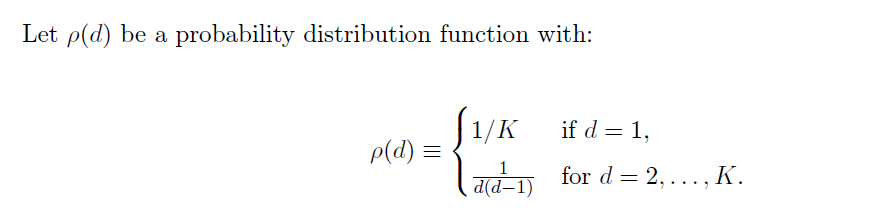 Let ρ(d) be a probability distribution function with:
ρ(d) ≡ { 1/K if d = 1,
1/d(d−1) for d = 2, . . . , K.